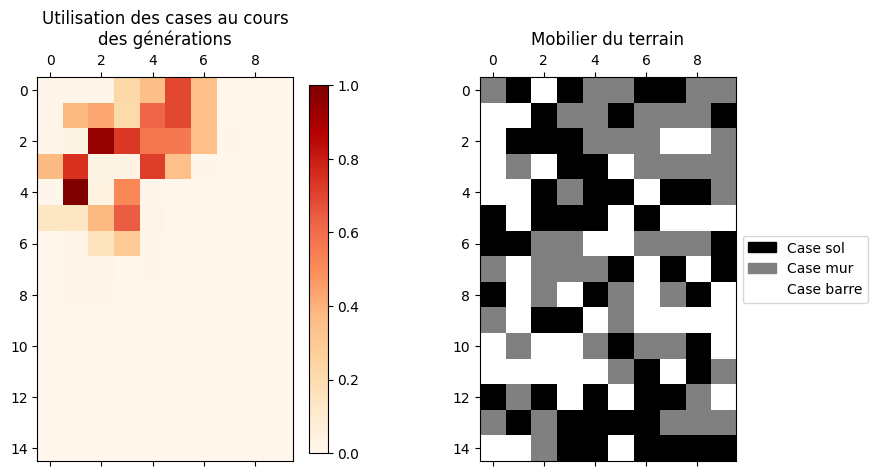 Utilisation des cases au cours
des générations
0 2 4 6 8
0
2
4
6
8
10
12
14
1.0
0.8
0.6
0.4
0.2
0.0
Mobilier du terrain
0 2 4 6 8
0
2
4
6
8
10
12
14
Case sol
Case mur
Case barre